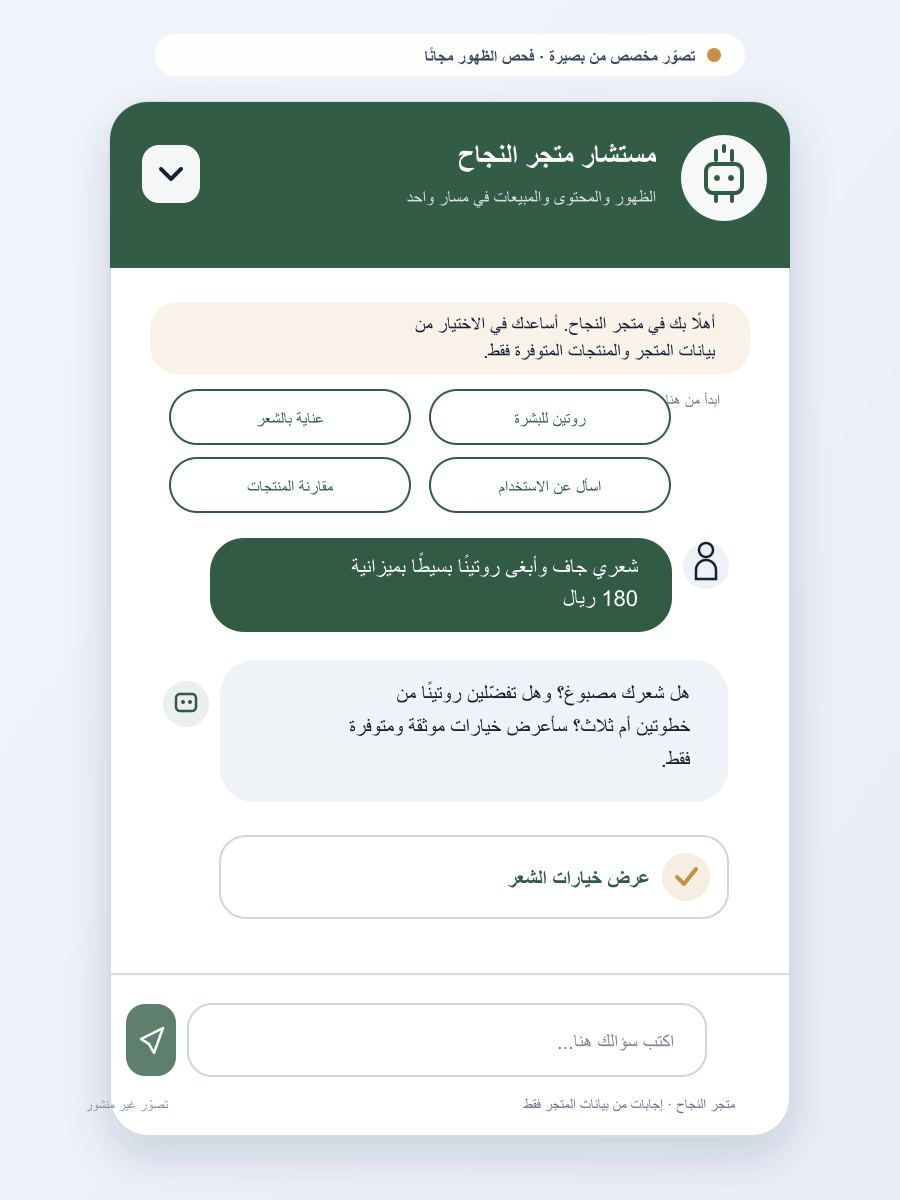 تصوّر مخصص من بصيرة · فحص الظهور مجانًا
مستشار متجر النجاح
الظهور والمحتوى والمبيعات في مسار واحد
أهلًا بك في متجر النجاح. أساعدك في الاختيار من
بيانات المتجر والمنتجات المتوفرة فقط.
ابدأ من هنا
روتين للبشرة
عناية بالشعر
اسأل عن الاستخدام
مقارنة المنتجات
شعري جاف وأبغى روتينًا بسيطًا بميزانية
180 ريال
هل شعرك مصبوغ؟ وهل تفضّلين روتينًا من
خطوتين أم ثلاث؟ سأعرض خيارات موثقة ومتوفرة
فقط.
عرض خيارات الشعر
اكتب سؤالك هنا...
متجر النجاح · إجابات من بيانات المتجر فقط
تصوّر غير منشور